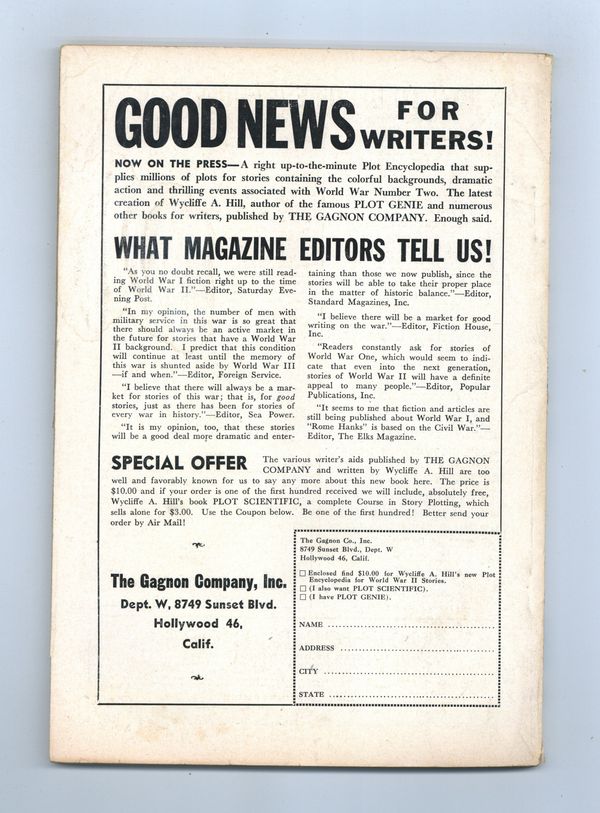 GOOD NEWS FOR WRITERS!
NOW ON THE PRESS—A right up-to-the-minute Plot Encyclopedia that sup-
plies millions of plots for stories containing the colorful backgrounds, dramatic
action and thrilling events associated with World War Number Two. The latest
creation of Wycliffe A. Hill, author of the famous PLOT GENIE and numerous
other books for writers, published by THE GAGNON COMPANY. Enough said.
WHAT MAGAZINE EDITORS TELL US!
"As you no doubt recall, we were still read-
ing World War I fiction right up to the time
of World War II."—Editor, Saturday Eve-
ning Post.
"In my opinion, the number of men with
military service in this war is so great that
there should always be an active market in
the future for stories that have a World War
II background. I predict that this condition
will continue at least until the memory of
this war is shunted aside by World War III
—if and when."—Editor, Foreign Service.
"I believe that there will always be a mar-
ket for stories of this war; that is, for good
stories, just as there has been for stories of
every war in history."—Editor, Sea Power.
"It is my opinion, too, that these stories
will be a good deal more dramatic and enter-
taining than those we now publish, since the
stories will be able to take their proper place
in the matter of historic balance."—Editor,
Standard Magazines, Inc.
"I believe there will be a market for good
writing on the war."—Editor, Fiction House,
Inc.
"Readers constantly ask for stories of
World War One, which would seem to indi-
cate that even into the next generation,
stories of World War II will have a definite
appeal to many people."—Editor, Popular
Publications, Inc.
"It seems to me that fiction and articles are
still being published about World War I, and
"Rome Hanks" is based on the Civil War."—
Editor, The Elks Magazine.
SPECIAL OFFER The various writer's aids published by THE GAGNON
COMPANY and written by Wycliffe A. Hill are too
well and favorably known for us to say any more about this new book here. The price is
$10.00 and if your order is one of the first hundred received we will include, absolutely free,
Wycliffe A. Hill's book PLOT SCIENTIFIC, a complete Course in Story Plotting, which
sells alone for $3.00. Use the Coupon below. Be one of the first hundred! Better send your
order by Air Mail!
The Gagnon Company, Inc.
Dept. W, 8749 Sunset Blvd.
Hollywood 46,
Calif.
The Gagnon Co., Inc.
8749 Sunset Blvd., Dept. W
Hollywood 46, Calif.
☐ Enclosed find $10.00 for Wycliffe A. Hill's new Plot
Encyclopedia for World War II Stories.
☐ (I also want PLOT SCIENTIFIC).
☐ (I have PLOT GENIE).
NAME
ADDRESS
CITY
STATE